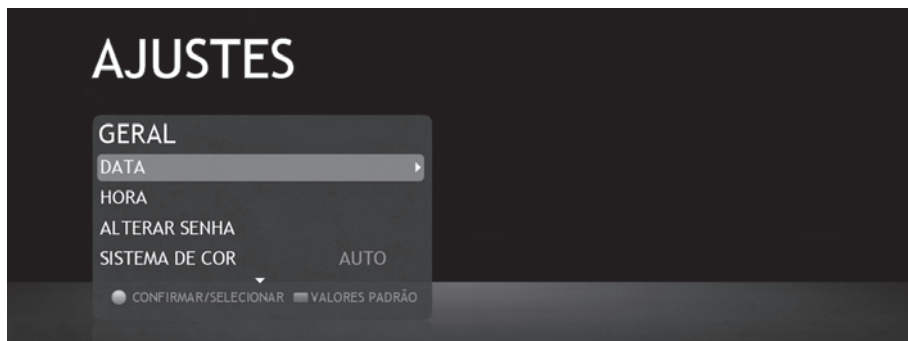 AJUSTES
GERAL
DATA
HORA
ALTERAR SENHA
SISTEMA DE COR AUTO
CONFIRMAR/SELECIONAR VALORES PADRÃO